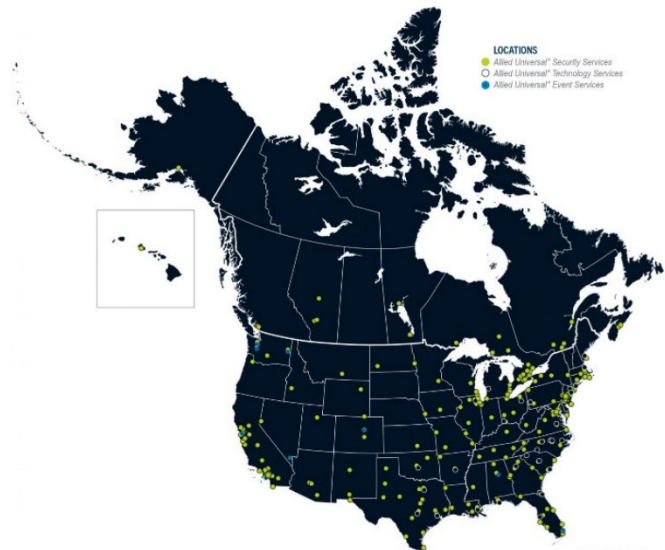 LOCATIONS
Allied Universal® Security Services
Allied Universal® Technology Services
Allied Universal® Event Services